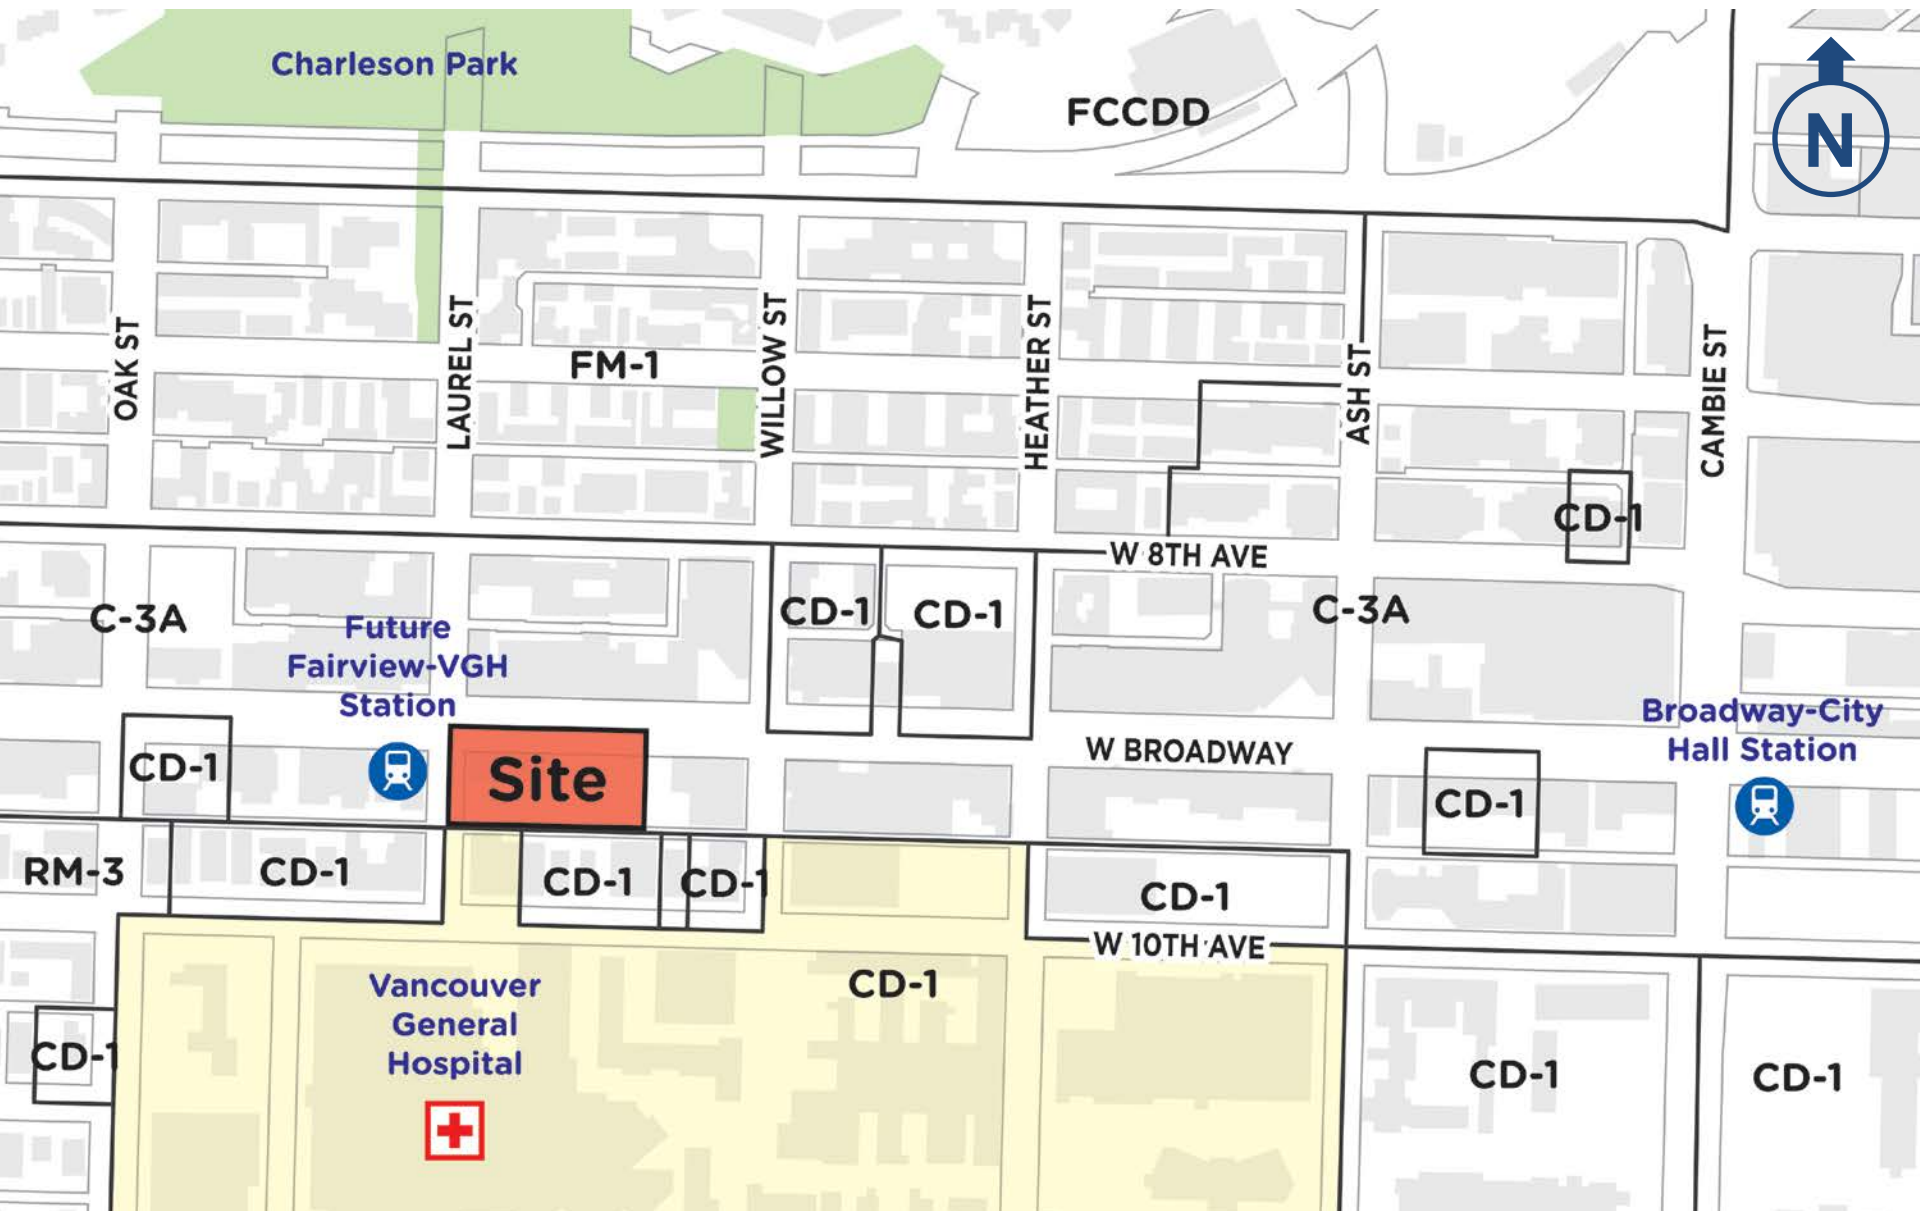 Charleson Park
FCCDD
N
OAK ST
LAUREL ST
WILLOW ST
HEATHER ST
ASH ST
CAMBIE ST
FM-1
CD-1
W 8TH AVE
C-3A
CD-1
CD-1
C-3A
Future
Fairview-VGH
Station
Broadway-City
Hall Station
CD-1
Site
W BROADWAY
CD-1
RM-3
CD-1
CD-1
CD-1
CD-1
W 10TH AVE
Vancouver
General
Hospital
CD-1
CD-1
CD-1
CD-1